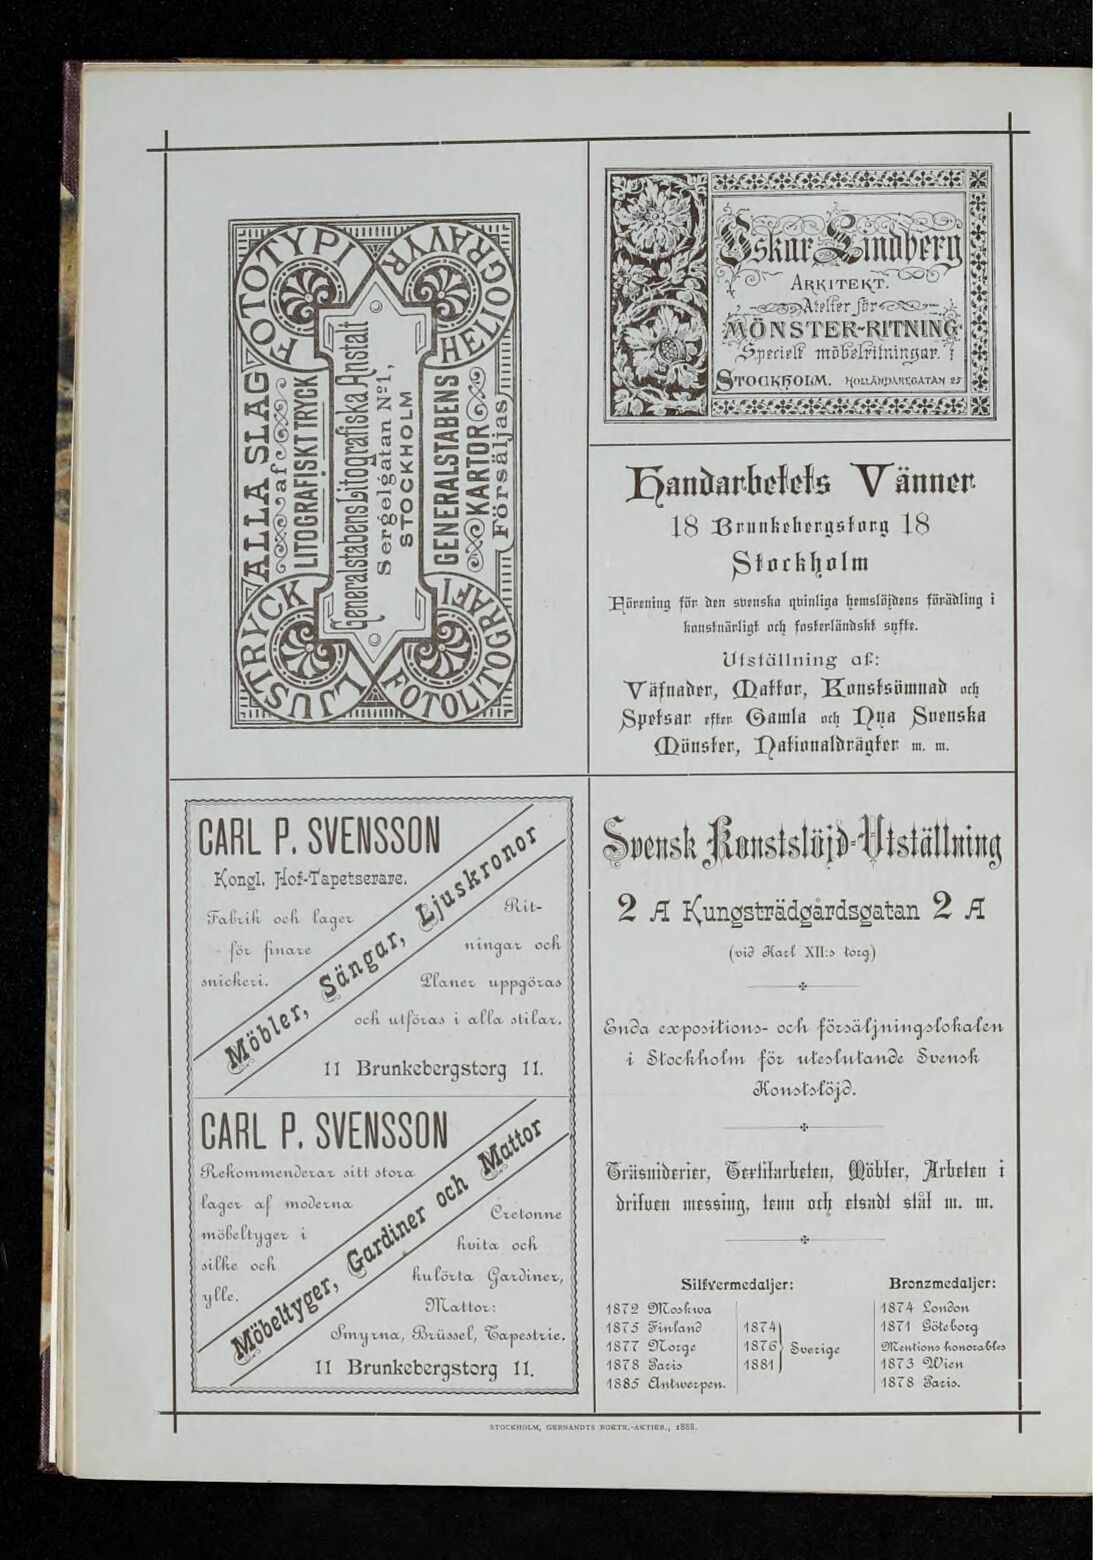 FOTOTYPI
HELIOGRAVYR
LJUSTRYCK
FOTOLITOGRAFI
ALLA SLAG
af
LITOGRAFISKT TRYCK
Generalstabens Litografiska Anstalt
Sergelgatan No 1,
STOCKHOLM
GENERALSTABENS
KARTOR
Försäljas
Oskar Lindberg
ARKITEKT.
Atelier för
MÖNSTER-RITNING
Specielt möbelritningar.
STOCKHOLM. HOLLÄNDAREGATAN 25
Handarbetets Vänner
18 Brunkebergstorg 18
Stockholm
Förening för den svenska qvinliga hemslöjdens förädling i
konstnärligt och fosterländskt syfte.
Utställning af:
Väfnader, Mattor, Konstsömnad och
Spetsar efter Gamla och Nya Svenska
Mönster, Nationaldrägter m. m.
CARL P. SVENSSON
Kongl. Hof-Tapetserare.
Fabrik och lager
för finare
snickeri.
Möbler, Sängar, Ljuskronor
Rit-
ningar och
Planer uppgöras
och utföras i alla stilar.
11 Brunkebergstorg 11.
CARL P. SVENSSON
Rekommenderar sitt stora
lager af moderna
möbeltyger i
silke och
ylle.
Möbeltyger, Gardiner och Mattor
Cretonne
hvita och
kulörta Gardiner,
Mattor:
Smyrna, Brüssel, Tapestrie.
11 Brunkebergstorg 11.
Svensk Konstslöjd-Utställning
2 A Kungsträdgårdsgatan 2 A
(vid Karl XII:s torg)
Enda expositions- och försäljningslokalen
i Stockholm för uteslutande Svensk
Konstslöjd.
Träsniderier, Textilarbeten, Möbler, Arbeten i
drifven messing, tenn och etsadt stål m. m.
Silfvermedaljer:
1872 Moskwa
1875 Finland
1877 Norge
1878 Paris
1885 Antwerpen.
1874
1876
1881
Sverige
Bronzmedaljer:
1874 London
1871 Göteborg
Mentions honorables
1873 Wien
1878 Paris.
STOCKHOLM, GERNANDTS BOKTR.-AKTIEB., 1888.